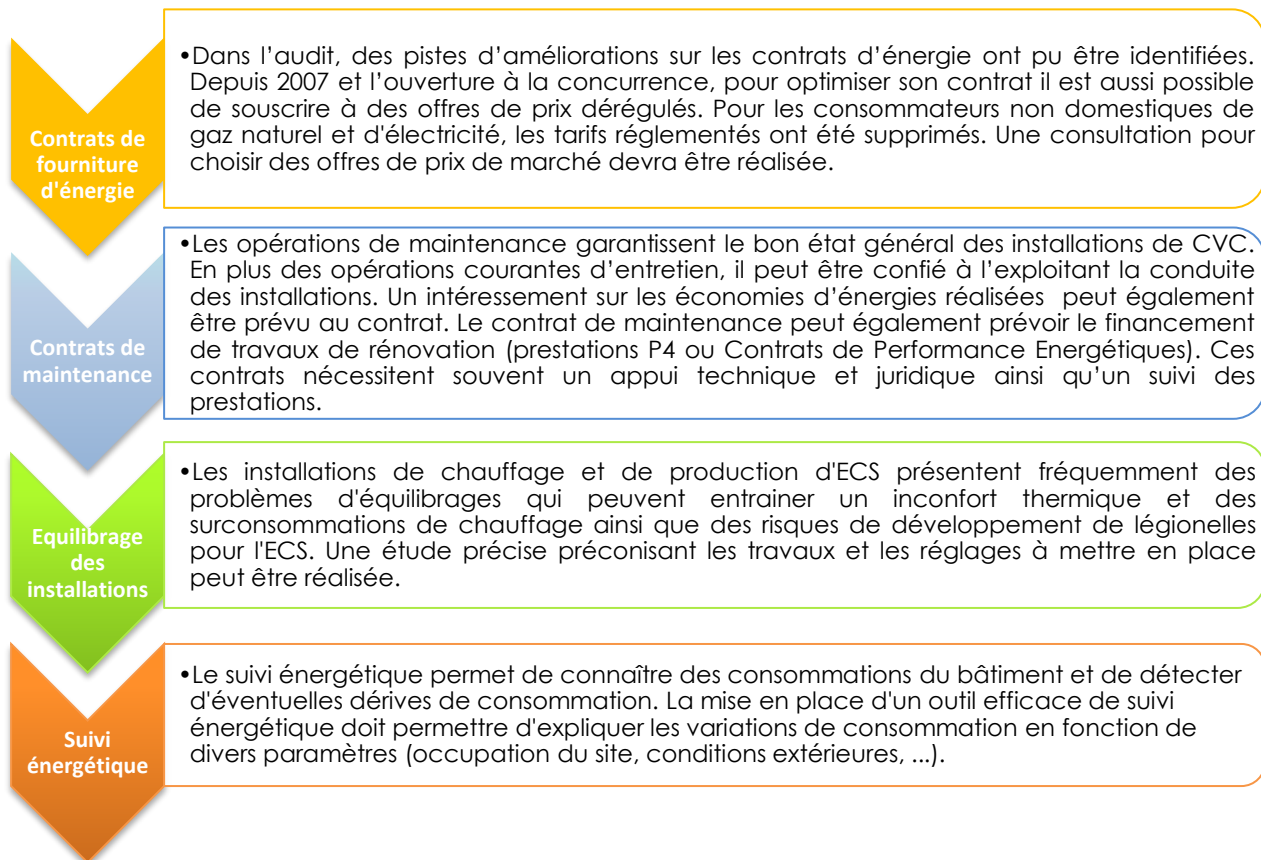 Contrats de
fourniture
d'énergie
•Dans l’audit, des pistes d’améliorations sur les contrats d’énergie ont pu être identifiées.
Depuis 2007 et l’ouverture à la concurrence, pour optimiser son contrat il est aussi possible
de souscrire à des offres de prix dérégulés. Pour les consommateurs non domestiques de
gaz naturel et d'électricité, les tarifs réglementés ont été supprimés. Une consultation pour
choisir des offres de prix de marché devra être réalisée.
Contrats de
maintenance
•Les opérations de maintenance garantissent le bon état général des installations de CVC.
En plus des opérations courantes d’entretien, il peut être confié à l’exploitant la conduite
des installations. Un intéressement sur les économies d’énergies réalisées peut également
être prévu au contrat. Le contrat de maintenance peut également prévoir le financement
de travaux de rénovation (prestations P4 ou Contrats de Performance Energétiques). Ces
contrats nécessitent souvent un appui technique et juridique ainsi qu’un suivi des
prestations.
Equilibrage
des
installations
•Les installations de chauffage et de production d'ECS présentent fréquemment des
problèmes d'équilibrages qui peuvent entrainer un inconfort thermique et des
surconsommations de chauffage ainsi que des risques de développement de légionelles
pour l'ECS. Une étude précise préconisant les travaux et les réglages à mettre en place
peut être réalisée.
Suivi
énergétique
•Le suivi énergétique permet de connaître des consommations du bâtiment et de détecter
d'éventuelles dérives de consommation. La mise en place d'un outil efficace de suivi
énergétique doit permettre d'expliquer les variations de consommation en fonction de
divers paramètres (occupation du site, conditions extérieures, ...).